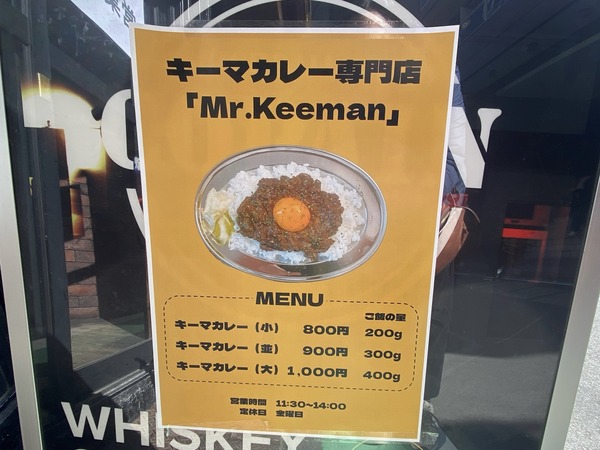 キーマカレー専門店
「Mr.Keeman」
MENU
ご飯の量
キーマカレー（小） 800円 200g
キーマカレー（並） 900円 300g
キーマカレー（大） 1,000円 400g
営業時間 11:30~14:00
定休日 金曜日
WHISKEY